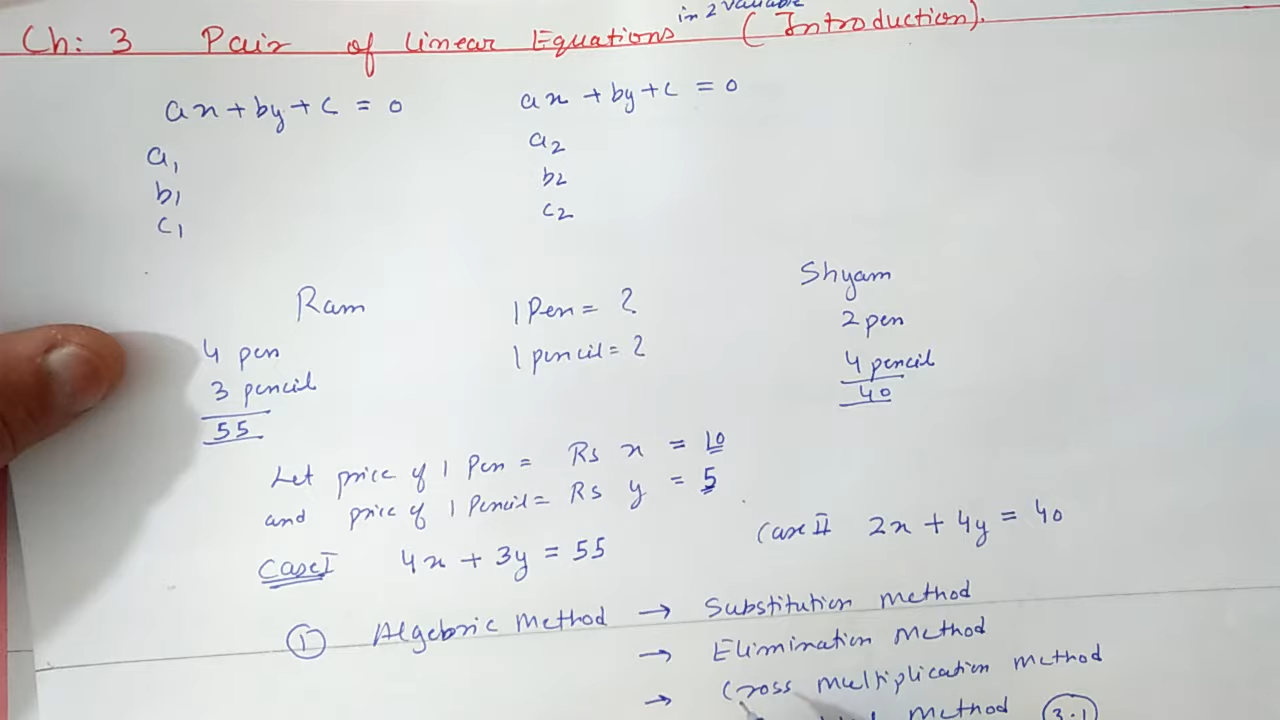 in 2 variable
Ch: 3 Pair of linear Equations (Introduction).
ax + by + c = 0
a1
b1
c1
ax + by + c = 0
a2
b2
c2
Ram
4 pen
3 pencil
55
1 Pen = ?
1 pencil = ?
Shyam
2 pen
4 pencil
40
Let price of 1 Pen = Rs x = 10
and price of 1 Pencil = Rs y = 5
Case I 4x + 3y = 55
Case II 2x + 4y = 40
① Algebric Method → Substitution Method
→ Elimination Method
→ Cross Multiplication Method
Method 3.1